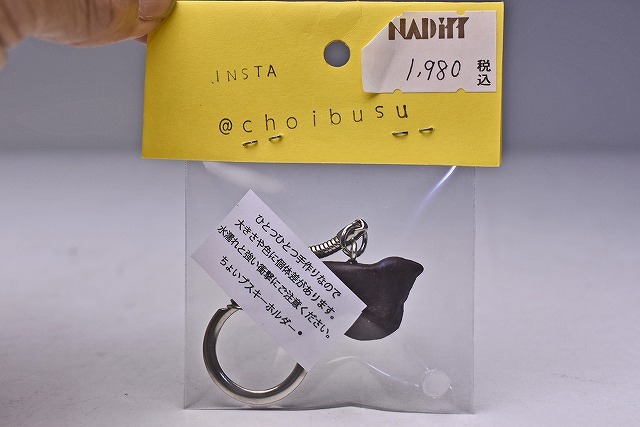 NADiff
1,980 税込
INSTA
@choibusu
ひとつひとつ手作りなので
大きさや色に個体差があります。
水濡れと強い衝撃にご注意ください。
ちょいブスキーホルダー●